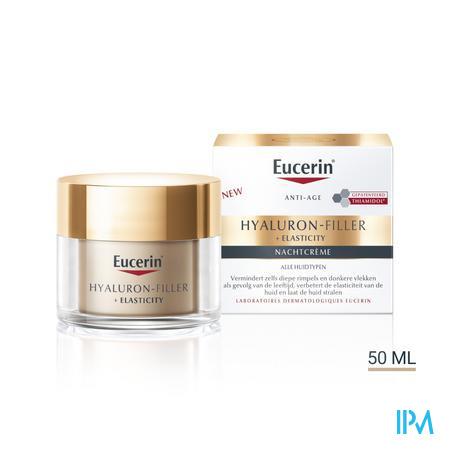 Eucerin®
NEW
ANTI-AGE
GEPATENTEERD
THIAMIDOL®
HYALURON-FILLER
+ ELASTICITY
NACHTCRÈME
ALLE HUIDTYPEN
Vermindert zelfs diepe rimpels en donkere vlekken
als gevolg van de leeftijd, verbetert de elasticiteit van de
huid en laat de huid stralen
LABORATOIRES DERMATOLOGIQUES EUCERIN
Eucerin®
HYALURON-FILLER
+ ELASTICITY
50 ML
IPM